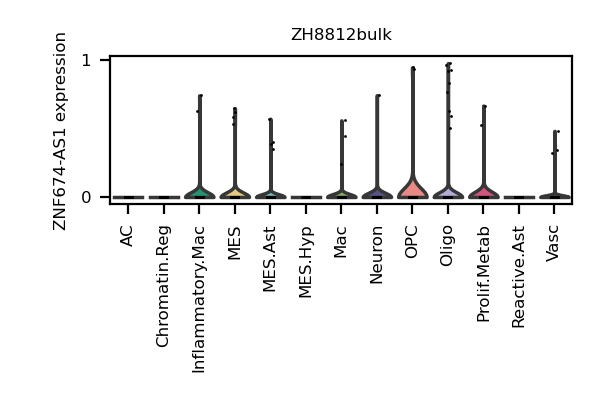 ZH8812bulk
ZNF674-AS1 expression
1
0
AC
Chromatin.Reg
Inflammatory.Mac
MES
MES.Ast
MES.Hyp
Mac
Neuron
OPC
Oligo
Prolif.Metab
Reactive.Ast
Vasc